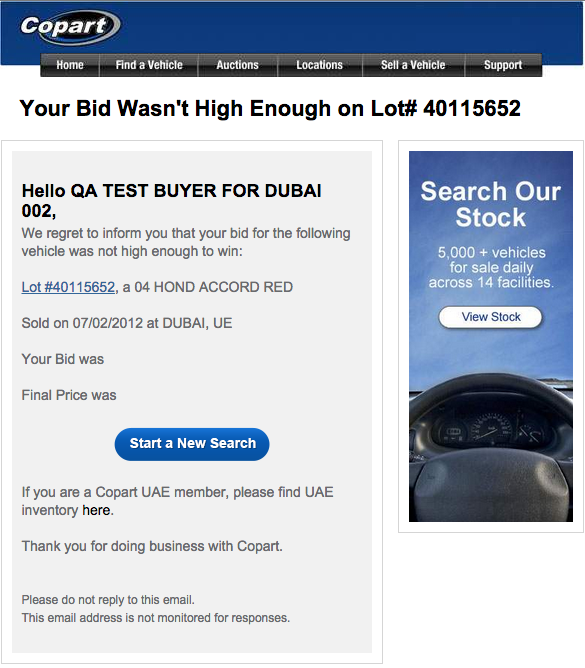 Copart
Home
Find a Vehicle
Auctions
Locations
Sell a Vehicle
Support
Your Bid Wasn't High Enough on Lot# 40115652
Hello QA TEST BUYER FOR DUBAI
002,
We regret to inform you that your bid for the following
vehicle was not high enough to win:
Lot #40115652, a 04 HOND ACCORD RED
Sold on 07/02/2012 at DUBAI, UE
Your Bid was
Final Price was
Start a New Search
If you are a Copart UAE member, please find UAE
inventory here.
Thank you for doing business with Copart.
Please do not reply to this email.
This email address is not monitored for responses.
Search Our
Stock
5,000 + vehicles
for sale daily
across 14 facilities.
View Stock